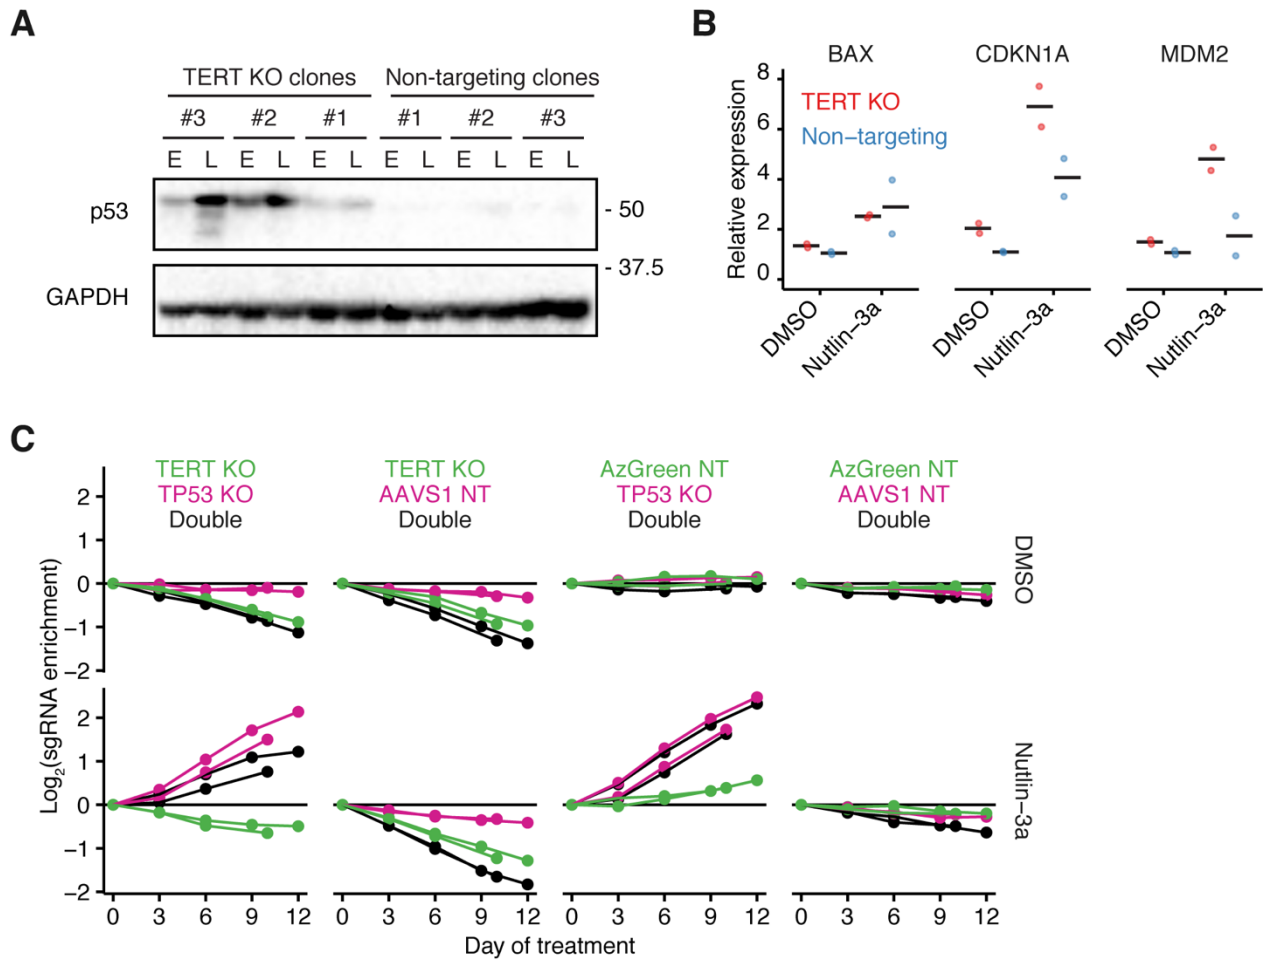 A
TERT KO clones Non-targeting clones
#3 #2 #1 #1 #2 #3
E L E L E L E L E L E L
p53
- 50
- 37.5
GAPDH
B
BAX CDKN1A MDM2
TERT KO
Non–targeting
Relative expression
8
6
4
2
0
DMSO Nutlin–3a DMSO Nutlin–3a DMSO Nutlin–3a
C
TERT KO TERT KO AzGreen NT AzGreen NT
TP53 KO AAVS1 NT TP53 KO AAVS1 NT
Double Double Double Double
Log2(sgRNA enrichment)
2
1
0
–1
–2
DMSO
2
1
0
–1
–2
Nutlin–3a
0 3 6 9 12 0 3 6 9 12 0 3 6 9 12 0 3 6 9 12
Day of treatment